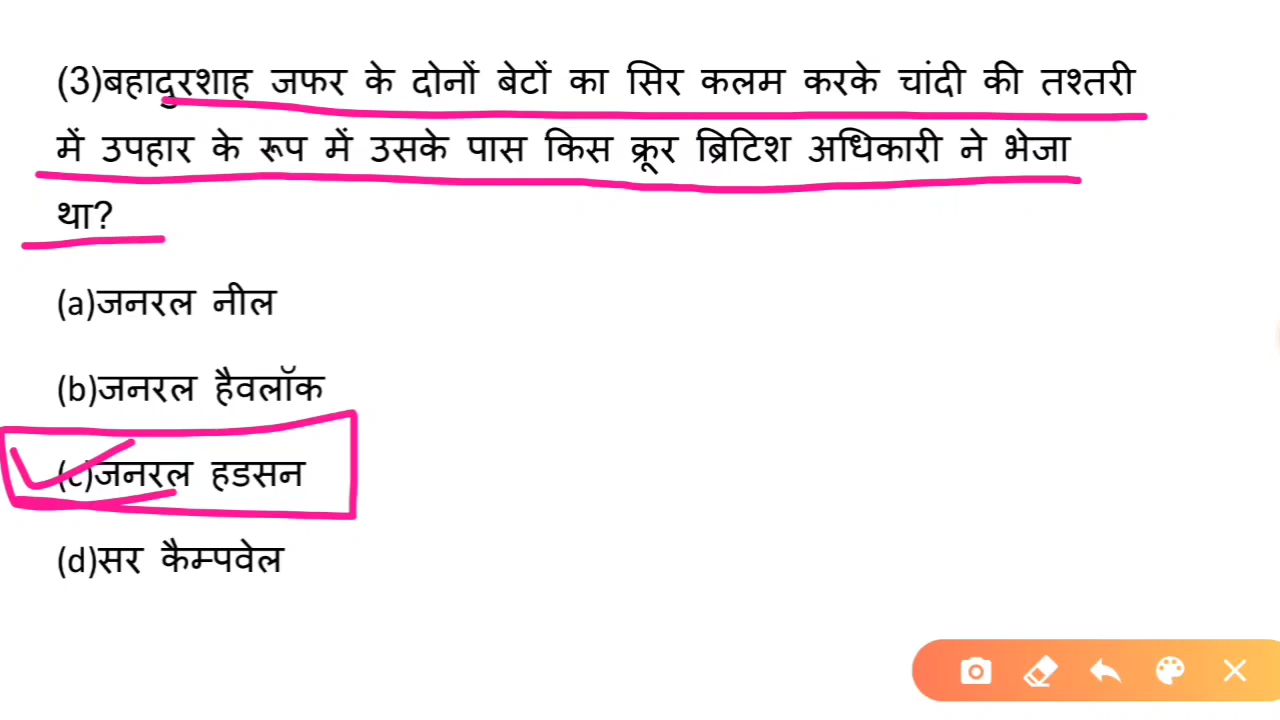 (3)बहादुरशाह जफर के दोनों बेटों का सिर कलम करके चांदी की तश्तरी
में उपहार के रूप में उसके पास किस क्रूर ब्रिटिश अधिकारी ने भेजा
था?
(a)जनरल नील
(b)जनरल हैवलॉक
(c)जनरल हडसन
(d)सर कैम्पवेल